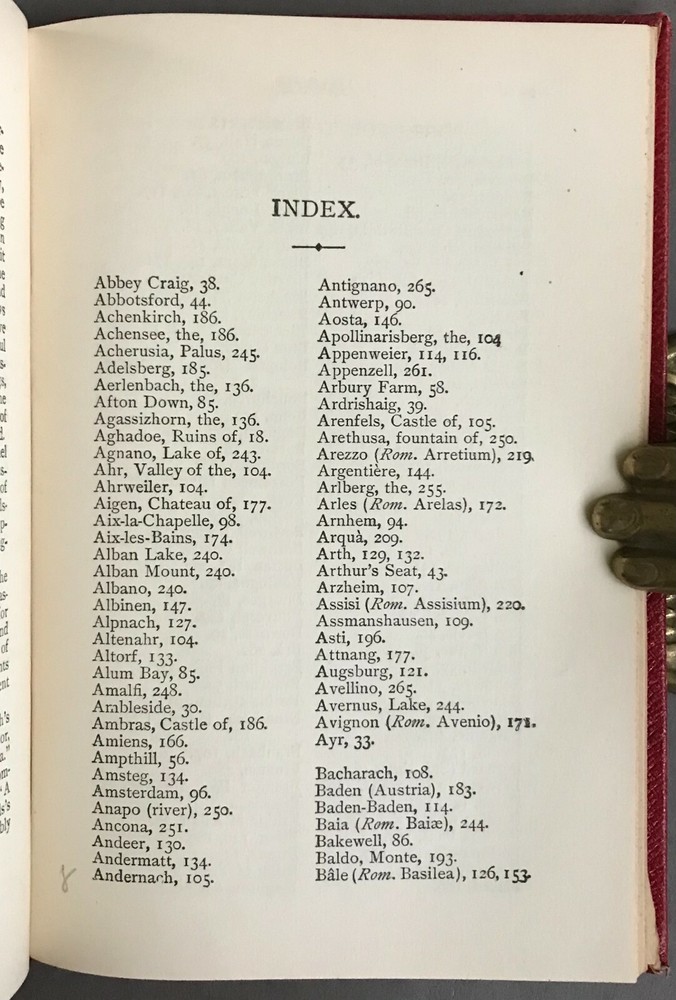 INDEX.
Abbey Craig, 38.
Abbotsford, 44.
Achenkirch, 186.
Achensee, the, 186.
Acherusia, Palus, 245.
Adelsberg, 185.
Aerlenbach, the, 136.
Afton Down, 85.
Agassizhorn, the, 136.
Aghadoe, Ruins of, 18.
Agnano, Lake of, 243.
Ahr, Valley of the, 104.
Ahrweiler, 104.
Aigen, Chateau of, 177.
Aix-la-Chapelle, 98.
Aix-les-Bains, 174.
Alban Lake, 240.
Alban Mount, 240.
Albano, 240.
Albinen, 147.
Alpnach, 127.
Altenahr, 104.
Altorf, 133.
Alum Bay, 85.
Amalfi, 248.
Ambleside, 30.
Ambras, Castle of, 186.
Amiens, 166.
Ampthill, 56.
Amsteg, 134.
Amsterdam, 96.
Anapo (river), 250.
Ancona, 251.
Andeer, 130.
Andermatt, 134.
Andernach, 105.
Antignano, 265.
Antwerp, 90.
Aosta, 146.
Apollinarisberg, the, 104
Appenweier, 114, 116.
Appenzell, 261.
Arbury Farm, 58.
Ardrishaig, 39.
Arenfels, Castle of, 105.
Arethusa, fountain of, 250.
Arezzo (Rom. Arretium), 219.
Argentière, 144.
Arlberg, the, 255.
Arles (Rom. Arelas), 172.
Arnhem, 94.
Arquà, 209.
Arth, 129, 132.
Arthur's Seat, 43.
Arzheim, 107.
Assisi (Rom. Assisium), 220.
Assmanshausen, 109.
Asti, 196.
Attnang, 177.
Augsburg, 121.
Avellino, 265.
Avernus, Lake, 244.
Avignon (Rom. Avenio), 171.
Ayr, 33.
Bacharach, 108.
Baden (Austria), 183.
Baden-Baden, 114.
Baia (Rom. Baiæ), 244.
Bakewell, 86.
Baldo, Monte, 193.
Bâle (Rom. Basilea), 126, 153.